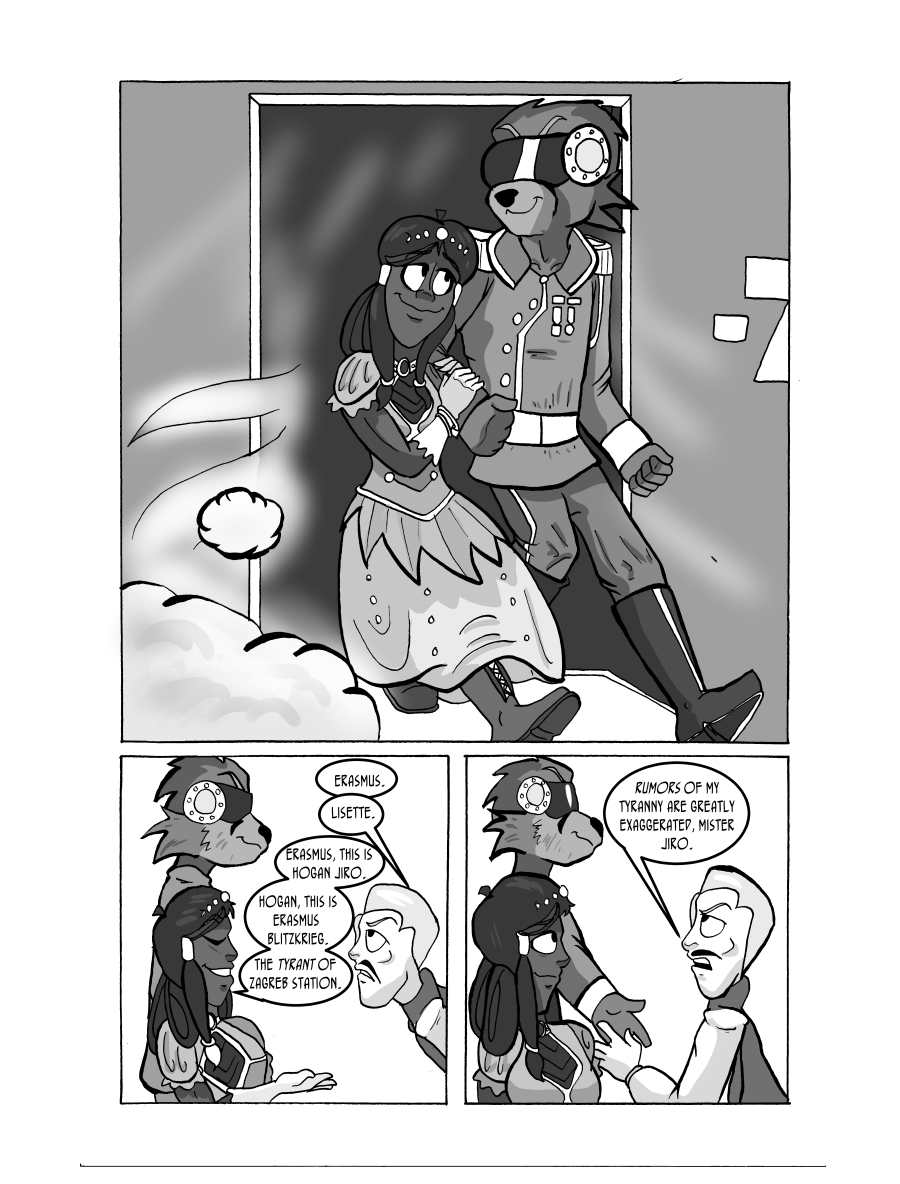 ERASMUS.
LISETTE.
ERASMUS, THIS IS
HOGAN JIRO.
HOGAN, THIS IS
ERASMUS
BLITZKRIEG.
THE TYRANT OF
ZAGREB STATION.
RUMORS OF MY
TYRANNY ARE GREATLY
EXAGGERATED, MISTER
JIRO.